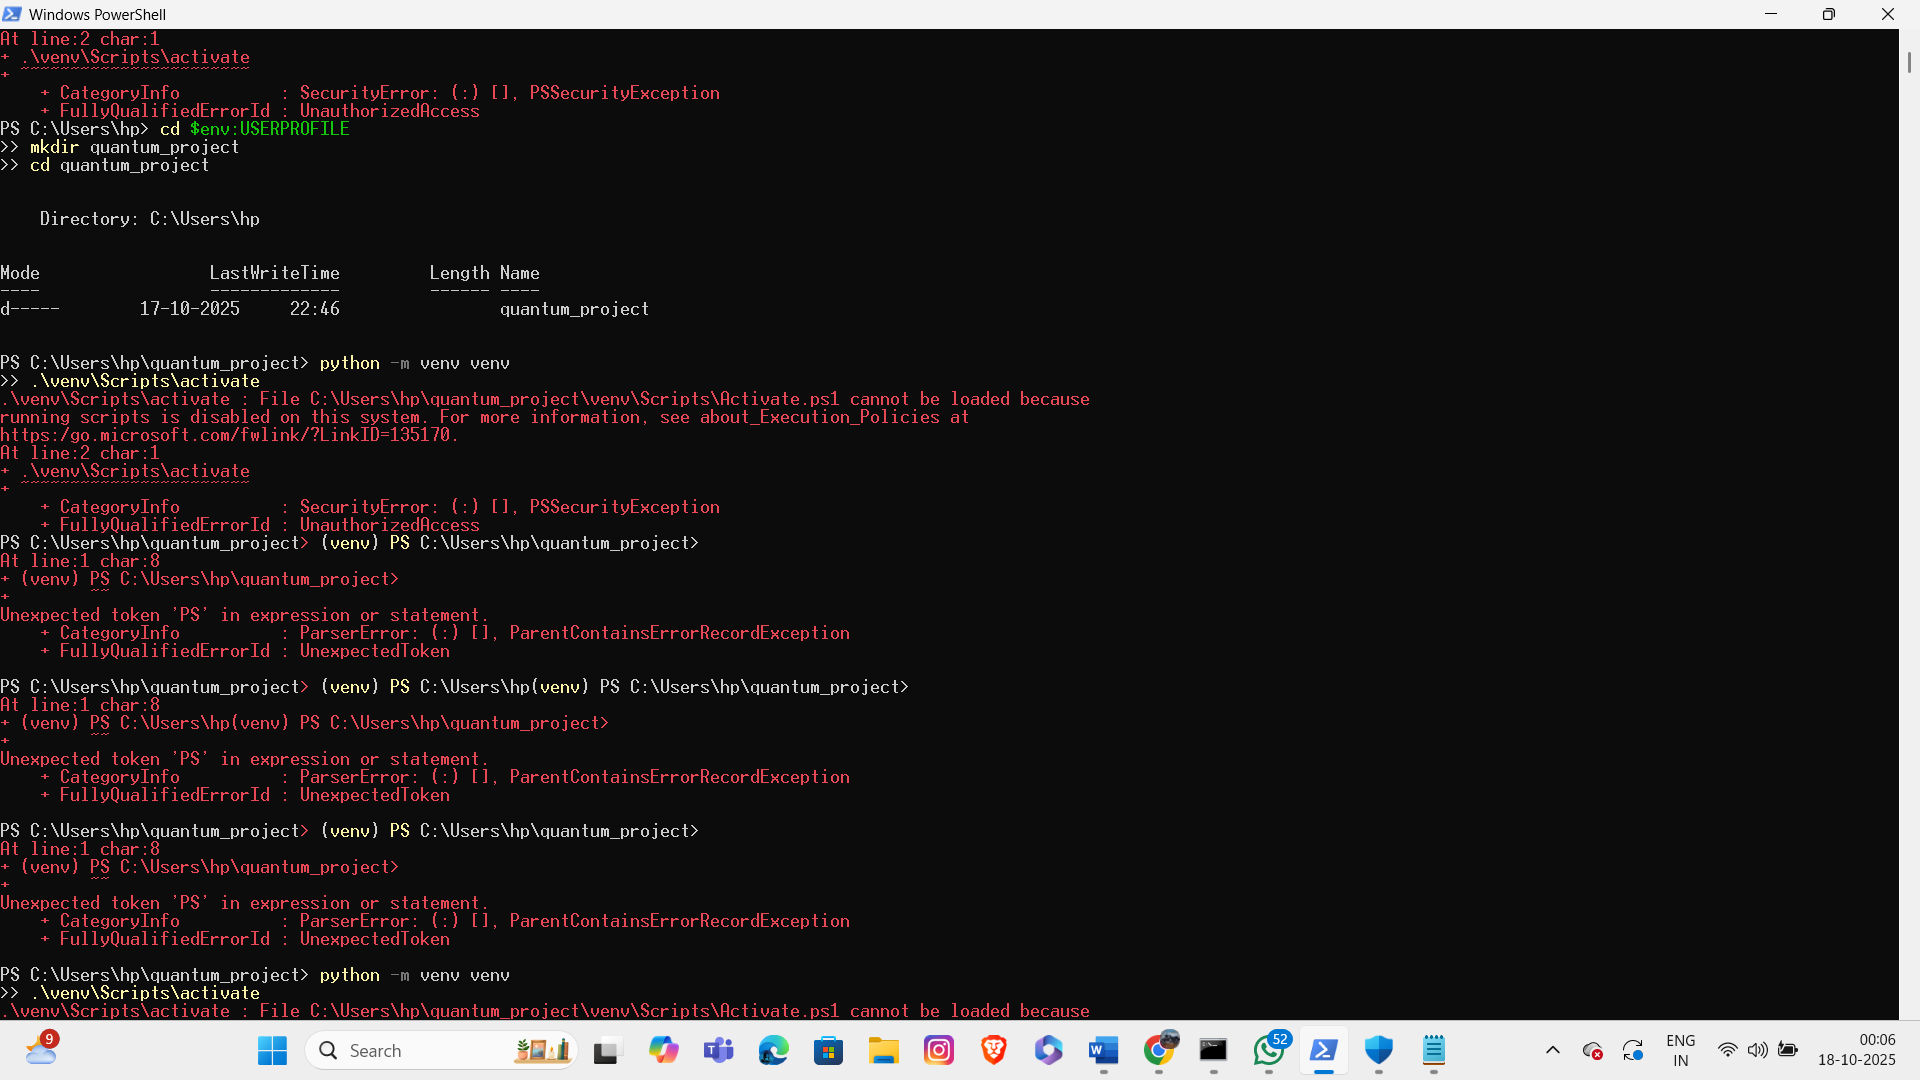 Windows PowerShell
At line:2 char:1
+ .\venv\Scripts\activate
+ ~~~~~~~~~~~~~~~~~~~~~~~
    + CategoryInfo          : SecurityError: (:) [], PSSecurityException
    + FullyQualifiedErrorId : UnauthorizedAccess
PS C:\Users\hp> cd $env:USERPROFILE
>> mkdir quantum_project
>> cd quantum_project
    Directory: C:\Users\hp
Mode                 LastWriteTime         Length Name
----                 -------------         ------ ----
d-----        17-10-2025     22:46                quantum_project
PS C:\Users\hp\quantum_project> python -m venv venv
>> .\venv\Scripts\activate
.\venv\Scripts\activate : File C:\Users\hp\quantum_project\venv\Scripts\Activate.ps1 cannot be loaded because
running scripts is disabled on this system. For more information, see about_Execution_Policies at
https:/go.microsoft.com/fwlink/?LinkID=135170.
At line:2 char:1
+ .\venv\Scripts\activate
+ ~~~~~~~~~~~~~~~~~~~~~~~
    + CategoryInfo          : SecurityError: (:) [], PSSecurityException
    + FullyQualifiedErrorId : UnauthorizedAccess
PS C:\Users\hp\quantum_project> (venv) PS C:\Users\hp\quantum_project>
At line:1 char:8
+ (venv) PS C:\Users\hp\quantum_project>
+        ~~
Unexpected token 'PS' in expression or statement.
    + CategoryInfo          : ParserError: (:) [], ParentContainsErrorRecordException
    + FullyQualifiedErrorId : UnexpectedToken
PS C:\Users\hp\quantum_project> (venv) PS C:\Users\hp(venv) PS C:\Users\hp\quantum_project>
At line:1 char:8
+ (venv) PS C:\Users\hp(venv) PS C:\Users\hp\quantum_project>
+        ~~
Unexpected token 'PS' in expression or statement.
    + CategoryInfo          : ParserError: (:) [], ParentContainsErrorRecordException
    + FullyQualifiedErrorId : UnexpectedToken
PS C:\Users\hp\quantum_project> (venv) PS C:\Users\hp\quantum_project>
At line:1 char:8
+ (venv) PS C:\Users\hp\quantum_project>
+        ~~
Unexpected token 'PS' in expression or statement.
    + CategoryInfo          : ParserError: (:) [], ParentContainsErrorRecordException
    + FullyQualifiedErrorId : UnexpectedToken
PS C:\Users\hp\quantum_project> python -m venv venv
>> .\venv\Scripts\activate
.\venv\Scripts\activate : File C:\Users\hp\quantum_project\venv\Scripts\Activate.ps1 cannot be loaded because
9
Search
52
ENG
IN
00:06
18-10-2025